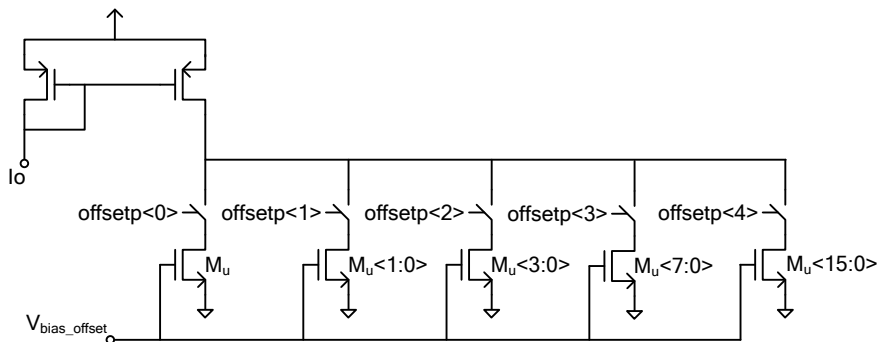 Io
offsetp<0> offsetp<1> offsetp<2> offsetp<3> offsetp<4>
Mu Mu<1:0> Mu<3:0> Mu<7:0> Mu<15:0>
Vbias_offset